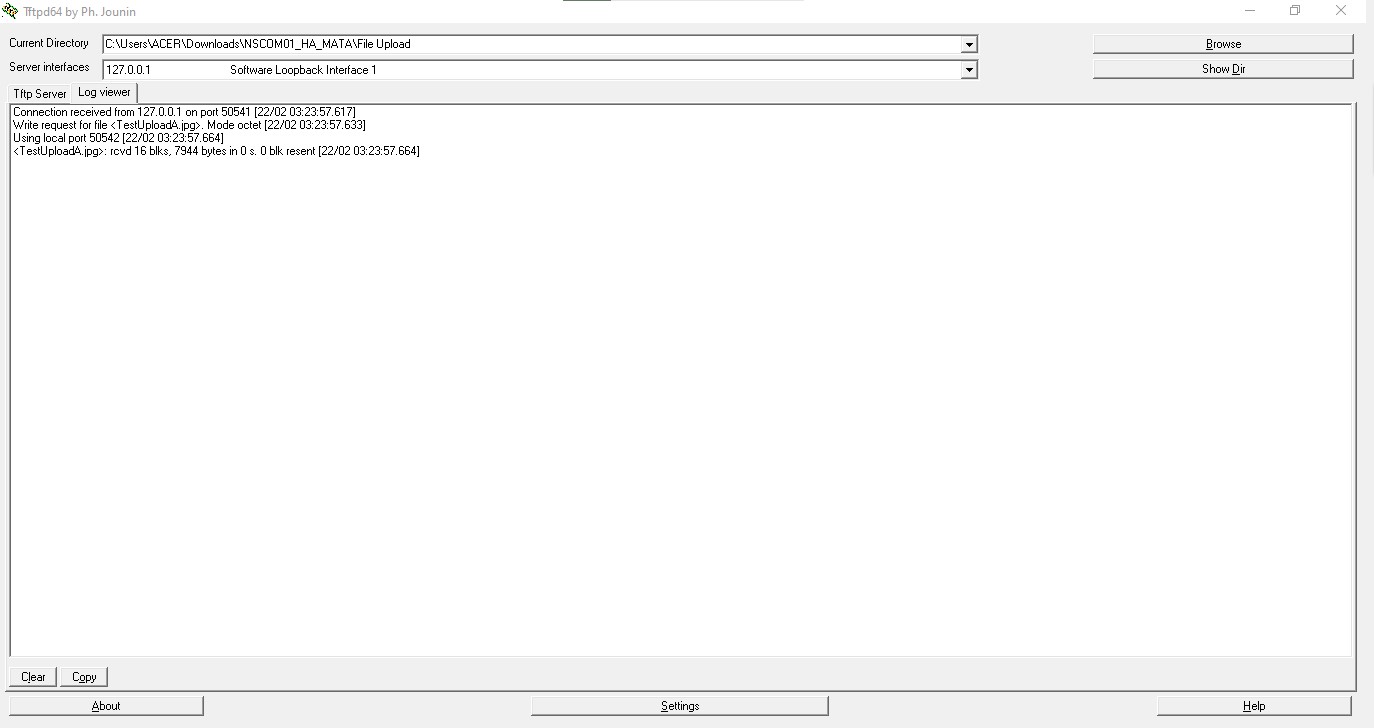 Tftpd64 by Ph. Jounin
Current Directory C:\Users\ACER\Downloads\NSCOM01_HA_MATA\File Upload Browse
Server interfaces 127.0.0.1 Software Loopback Interface 1 Show Dir
Tftp Server Log viewer
Connection received from 127.0.0.1 on port 50541 [22/02 03:23:57.617]
Write request for file <TestUploadA.jpg>. Mode octet [22/02 03:23:57.633]
Using local port 50542 [22/02 03:23:57.664]
<TestUploadA.jpg>: rcvd 16 blks, 7944 bytes in 0 s. 0 blk resent [22/02 03:23:57.664]
Clear Copy
About Settings Help